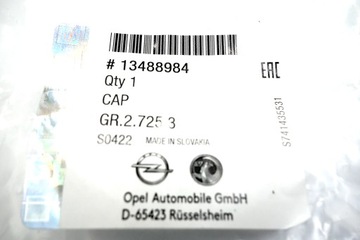 # 13488984
Qty 1
CAP
GR.2.725 3
S0422 MADE IN SLOVAKIA
Opel Automobile GmbH
D-65423 Rüsselsheim
EAC
S741435531